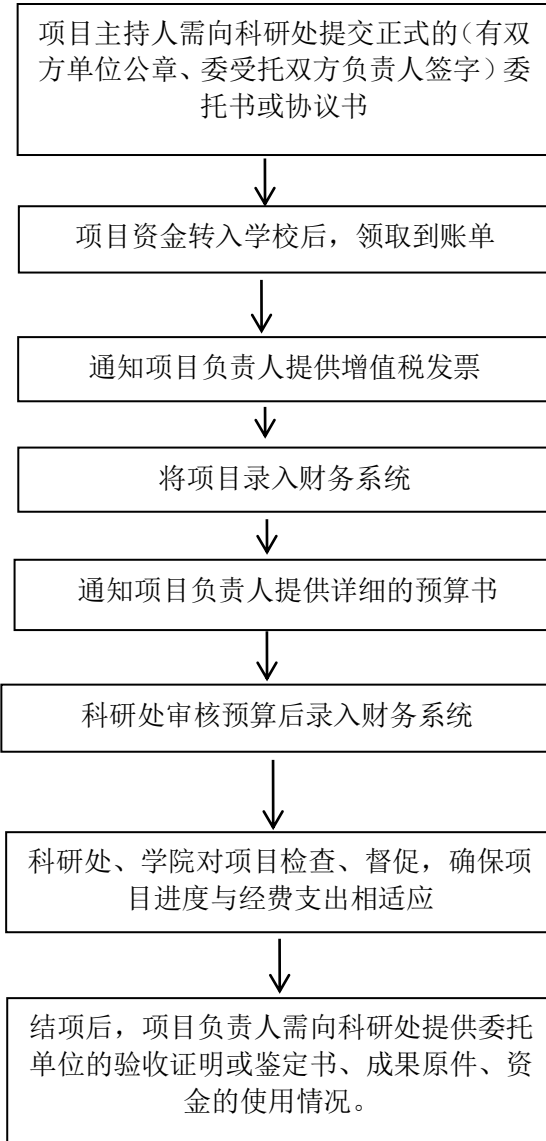 项目主持人需向科研处提交正式的（有双
方单位公章、委受托双方负责人签字）委
托书或协议书
项目资金转入学校后，领取到账单
通知项目负责人提供增值税发票
将项目录入财务系统
通知项目负责人提供详细的预算书
科研处审核预算后录入财务系统
科研处、学院对项目检查、督促，确保项
目进度与经费支出相适应
结项后，项目负责人需向科研处提供委托
单位的验收证明或鉴定书、成果原件、资
金的使用情况。